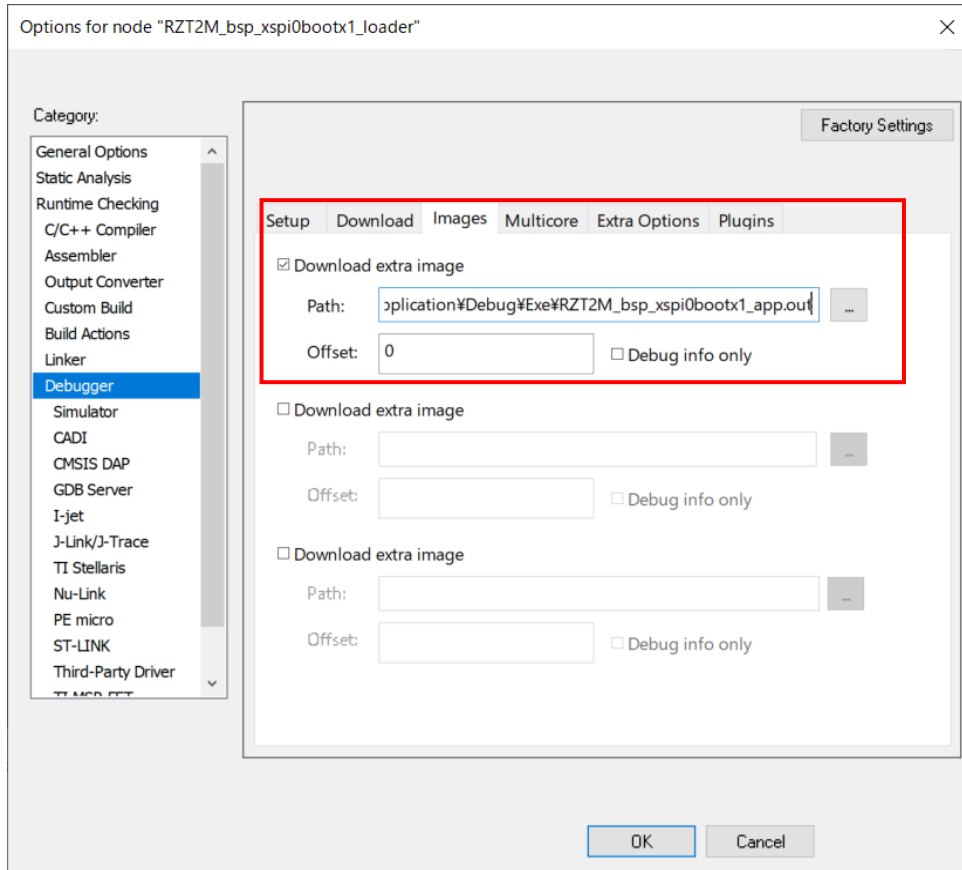 Options for node "RZT2M_bsp_xspi0bootx1_loader"
Category:
Factory Settings
General Options
Static Analysis
Runtime Checking
C/C++ Compiler
Assembler
Output Converter
Custom Build
Build Actions
Linker
Debugger
Simulator
CADI
CMSIS DAP
GDB Server
I-jet
J-Link/J-Trace
TI Stellaris
Nu-Link
PE micro
ST-LINK
Third-Party Driver
TI MSP-FET
Setup Download Images Multicore Extra Options Plugins
Download extra image
Path: plication¥Debug¥Exe¥RZT2M_bsp_xspi0bootx1_app.out ...
Offset: 0 Debug info only
Download extra image
Path: ...
Offset: Debug info only
Download extra image
Path: ...
Offset: Debug info only
OK Cancel